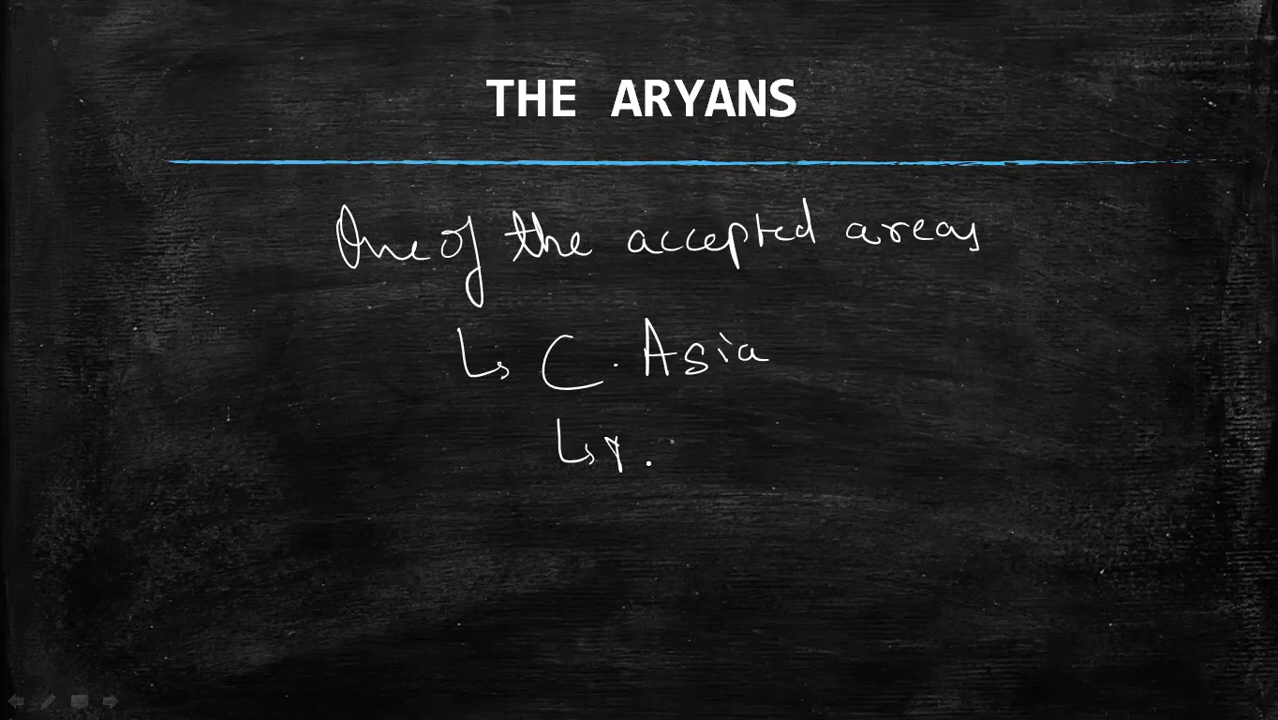 THE ARYANS
One of the accepted areas
↳ C. Asia